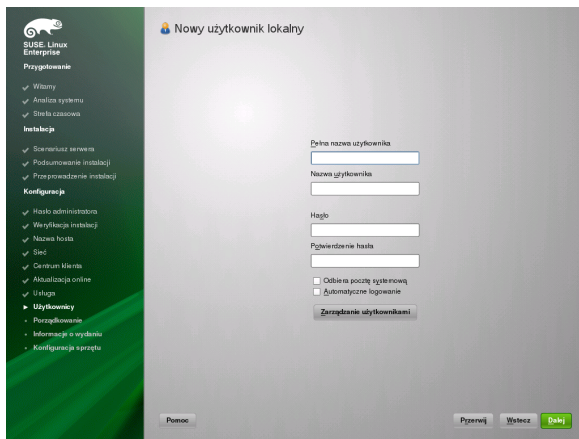 SUSE. Linux
Enterprise
Przygotowanie
Witamy
Analiza systemu
Strefa czasowa
Instalacja
Scenariusz serwera
Podsumowanie instalacji
Przeprowadzenie instalacji
Konfiguracja
Hasło administratora
Weryfikacja instalacji
Nazwa hosta
Sieć
Centrum klienta
Aktualizacja online
Usługa
Użytkownicy
Porządkowanie
Informacje o wydaniu
Konfiguracja sprzętu
Nowy użytkownik lokalny
Pełna nazwa użytkownika
Nazwa użytkownika
Hasło
Potwierdzenie hasła
Odbiera pocztę systemową
Automatyczne logowanie
Zarządzanie użytkownikami
Pomoc
Przerwij
Wstecz
Dalej